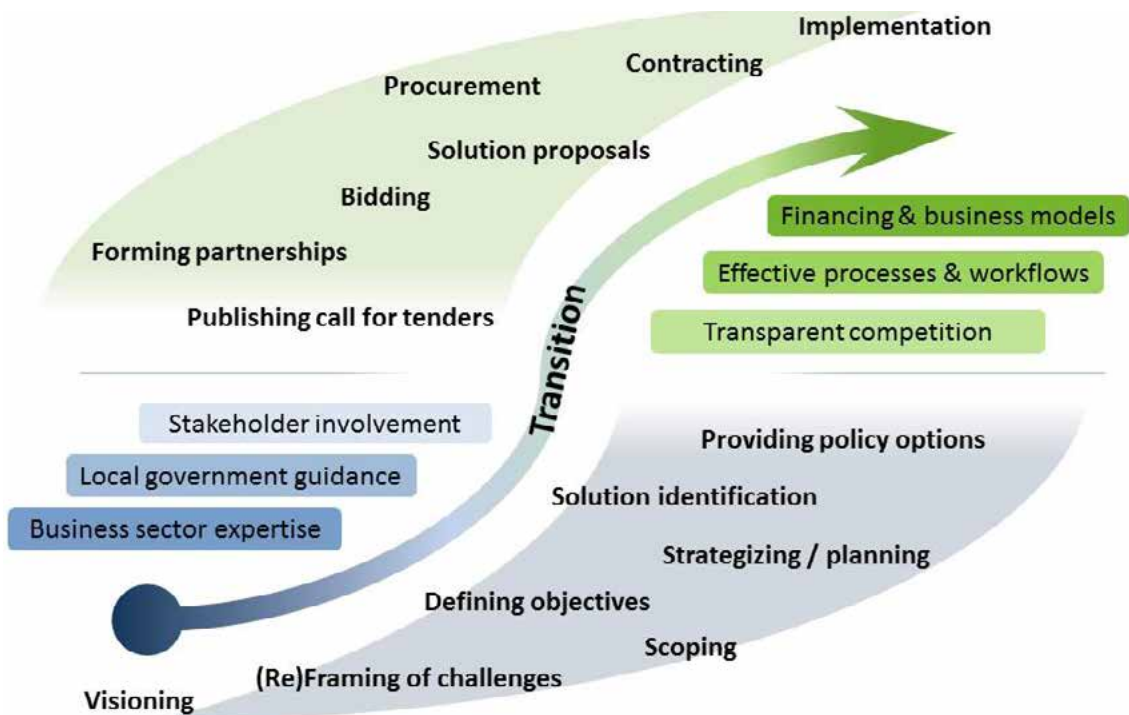 Implementation
Contracting
Procurement
Solution proposals
Bidding
Forming partnerships
Publishing call for tenders
Financing & business models
Effective processes & workflows
Transparent competition
Transition
Stakeholder involvement
Local government guidance
Business sector expertise
Providing policy options
Solution identification
Strategizing / planning
Defining objectives
Scoping
(Re)Framing of challenges
Visioning